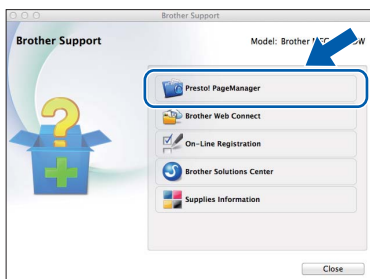 Brother Support
Brother Support
Model: Brother
Presto! PageManager
Brother Web Connect
On-Line Registration
Brother Solutions Center
Supplies Information
Close